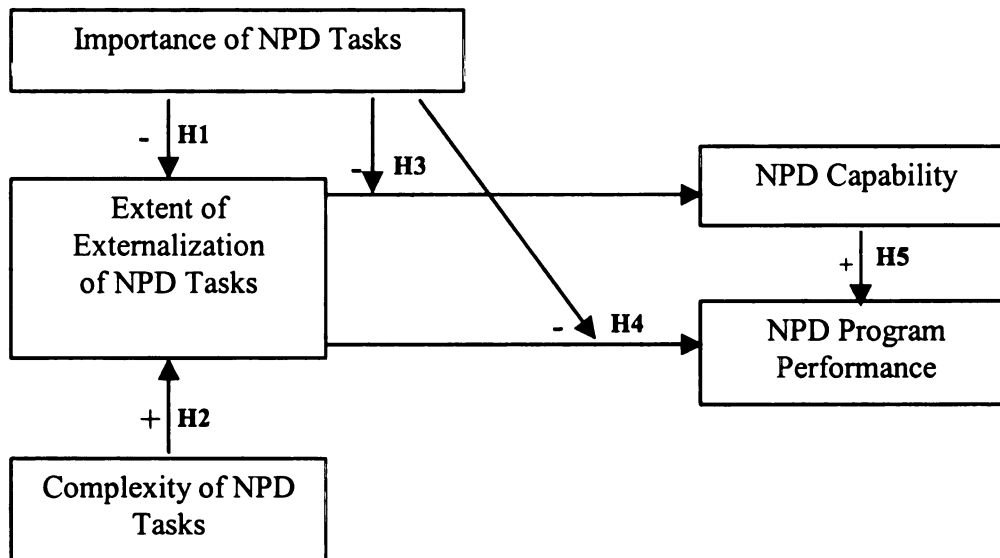 Importance of NPD Tasks
- H1
- H3
Extent of
Externalization
of NPD Tasks
NPD Capability
+ H5
- H4
NPD Program
Performance
+ H2
Complexity of NPD
Tasks